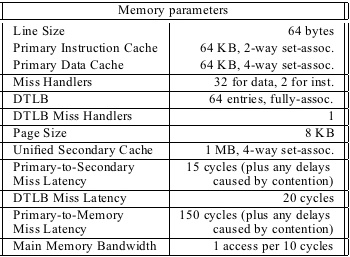 Memory parameters
Line Size 64 bytes
Primary Instruction Cache 64 KB, 2-way set-assoc.
Primary Data Cache 64 KB, 4-way set-assoc.
Miss Handlers 32 for data, 2 for inst.
DTLB 64 entries, fully-assoc.
DTLB Miss Handlers 1
Page Size 8 KB
Unified Secondary Cache 1 MB, 4-way set-assoc.
Primary-to-Secondary 15 cycles (plus any delays
Miss Latency caused by contention)
DTLB Miss Latency 20 cycles
Primary-to-Memory 150 cycles (plus any delays
Miss Latency caused by contention)
Main Memory Bandwidth 1 access per 10 cycles